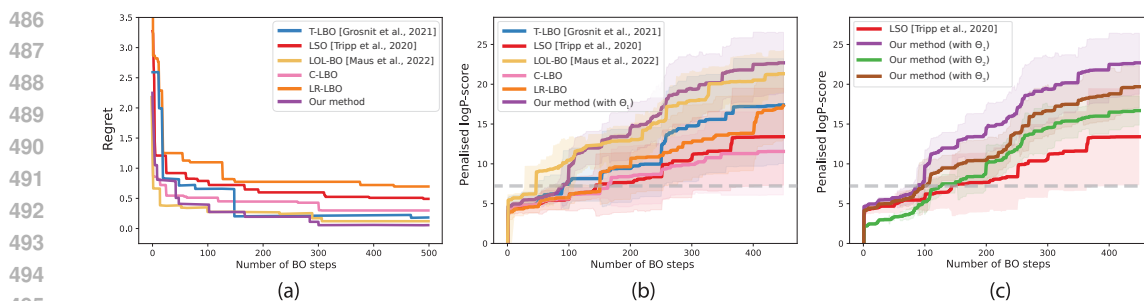 486
487
488
489
490
491
492
493
494
Regret
3.5
3.0
2.5
2.0
1.5
1.0
0.5
0.0
T-LBO [Grosnit et al., 2021]
LSO [Tripp et al., 2020]
LOL-BO [Maus et al., 2022]
C-LBO
LR-LBO
Our method
0 100 200 300 400 500
Number of BO steps
(a)
Penalised logP-score
25
20
15
10
5
0
T-LBO [Grosnit et al., 2021]
LSO [Tripp et al., 2020]
LOL-BO [Maus et al., 2022]
C-LBO
LR-LBO
Our method (with Θ₁)
0 100 200 300 400
Number of BO steps
(b)
Penalised logP-score
25
20
15
10
5
0
LSO [Tripp et al., 2020]
Our method (with Θ₁)
Our method (with Θ₂)
Our method (with Θ₃)
0 100 200 300 400
Number of BO steps
(c)